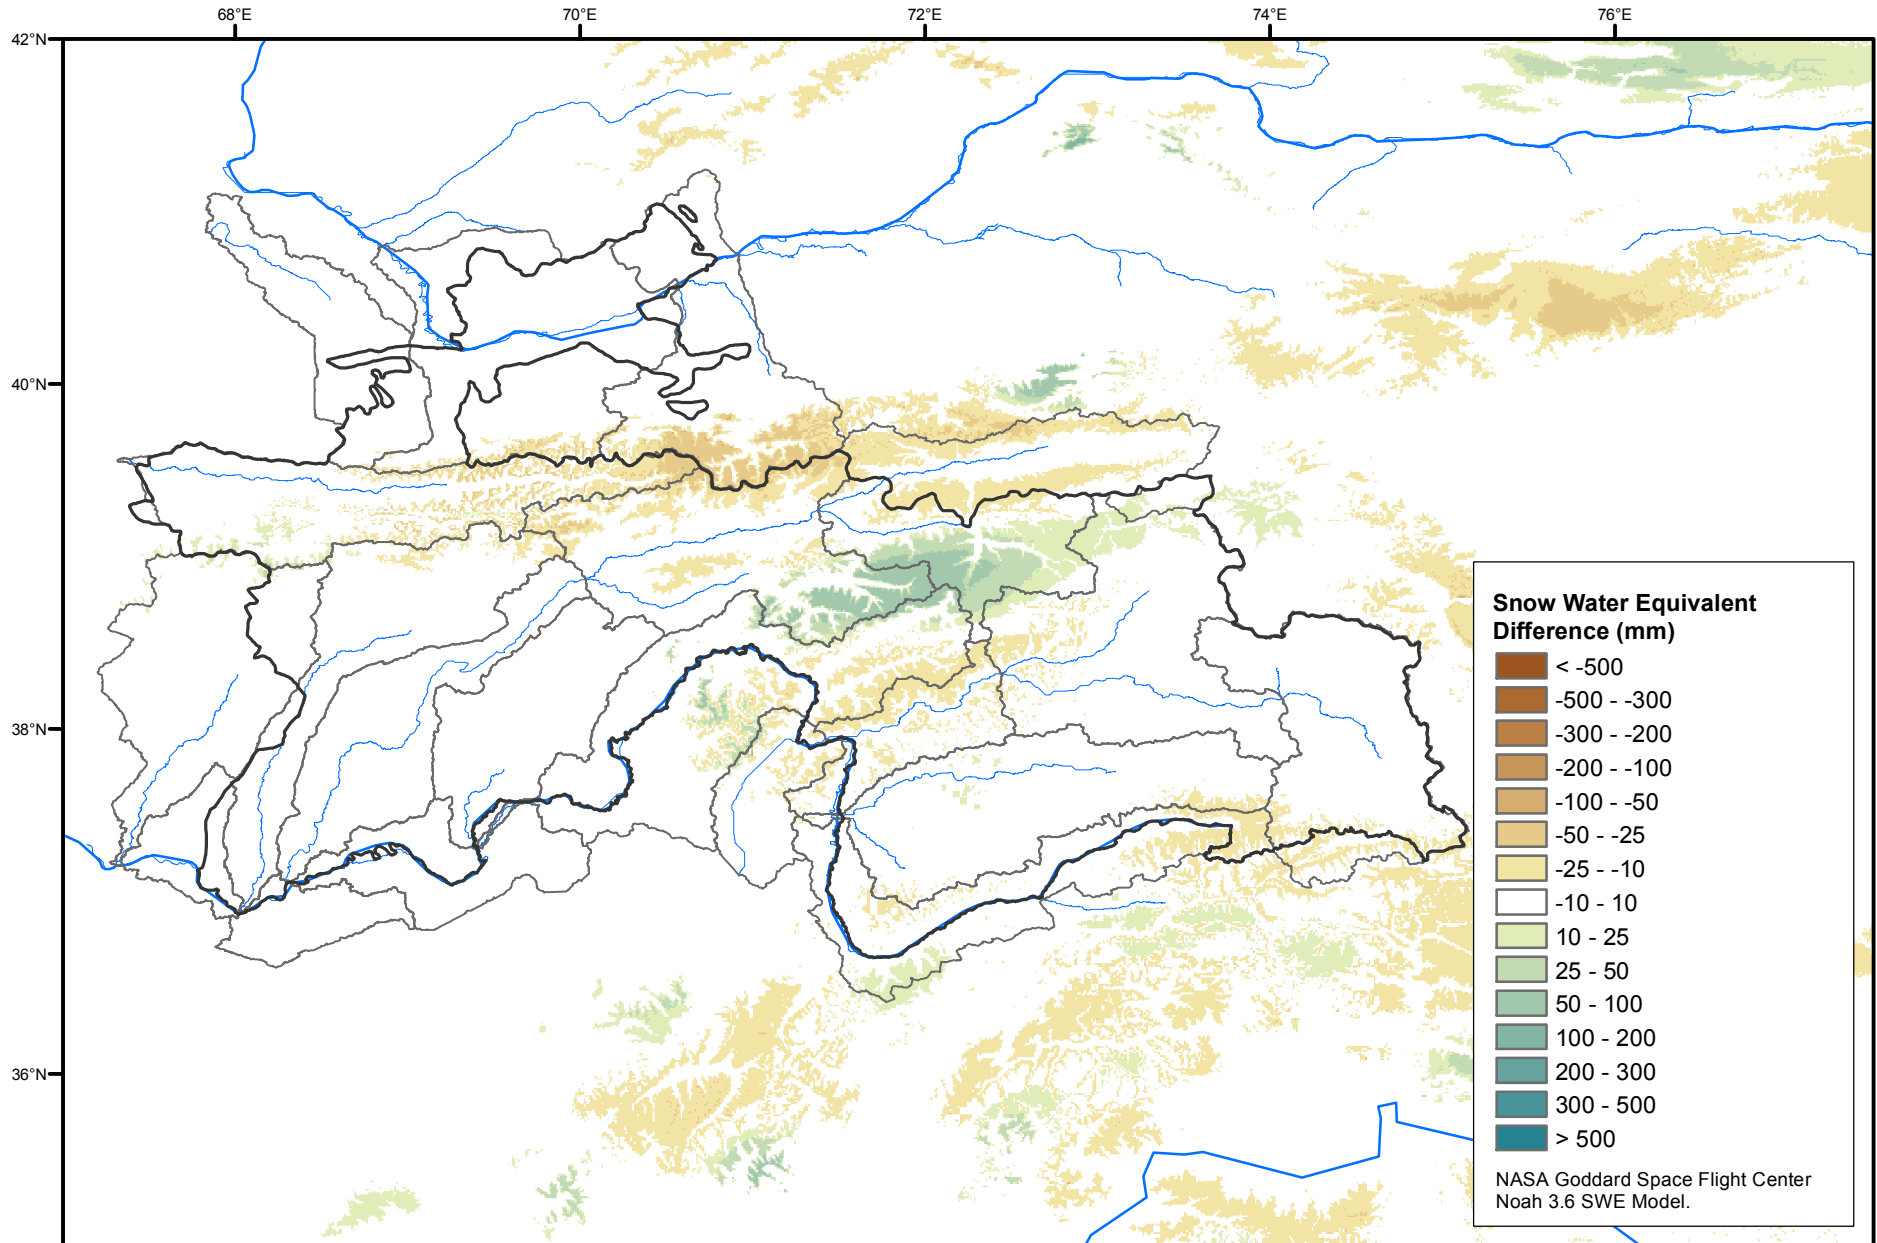 68°E 70°E 72°E 74°E 76°E
42°N
40°N
38°N
36°N
Snow Water Equivalent
Difference (mm)
< -500
-500 - -300
-300 - -200
-200 - -100
-100 - -50
-50 - -25
-25 - -10
-10 - 10
10 - 25
25 - 50
50 - 100
100 - 200
200 - 300
300 - 500
> 500
NASA Goddard Space Flight Center
Noah 3.6 SWE Model.